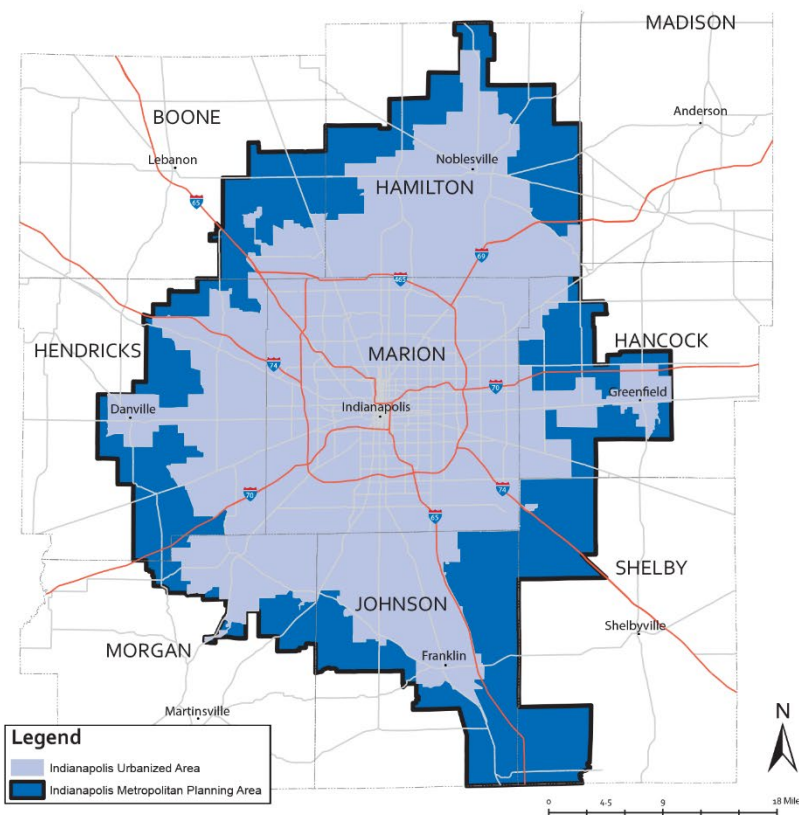 MADISON
BOONE
Anderson
Lebanon
Noblesville
HAMILTON
65
69
465
HENDRICKS
MARION
HANCOCK
74
70
Greenfield
Danville
Indianapolis
70
74
65
SHELBY
JOHNSON
Shelbyville
MORGAN
Franklin
Martinsville
N
Legend
Indianapolis Urbanized Area
Indianapolis Metropolitan Planning Area
0 4.5 9 18 Mile